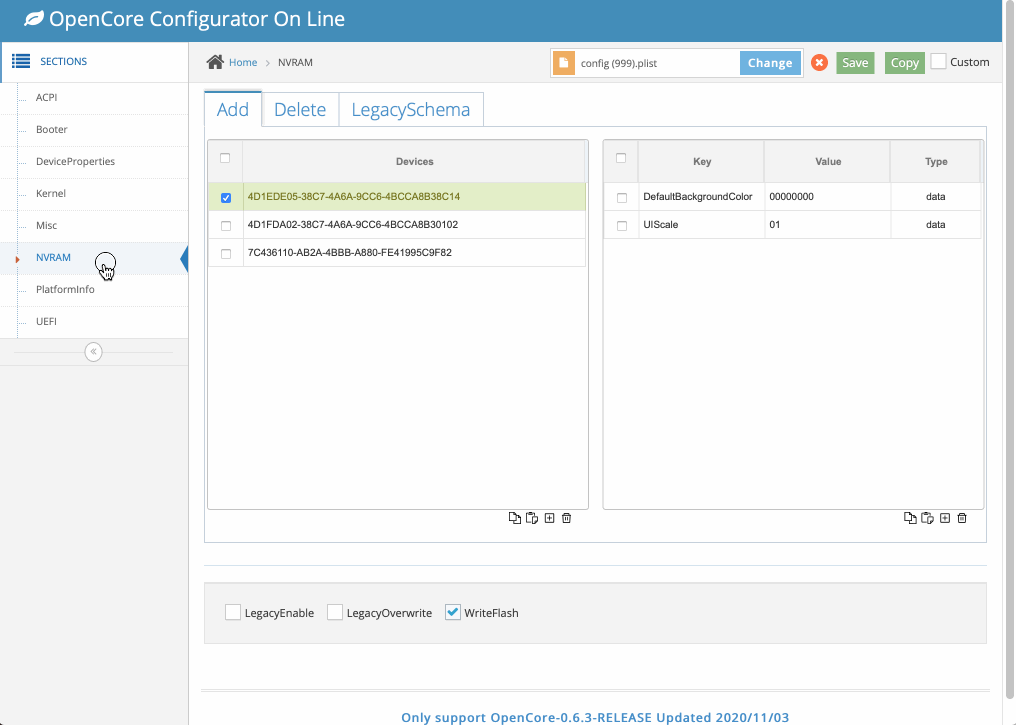 OpenCore Configurator On Line
SECTIONS
Home > NVRAM
config (999).plist
Change
Save
Copy
Custom
ACPI
Booter
DeviceProperties
Kernel
Misc
NVRAM
PlatformInfo
UEFI
Add
Delete
LegacySchema
Devices
4D1EDE05-38C7-4A6A-9CC6-4BCCA8B38C14
4D1FDA02-38C7-4A6A-9CC6-4BCCA8B30102
7C436110-AB2A-4BBB-A880-FE41995C9F82
Key Value Type
DefaultBackgroundColor 00000000 data
UIScale 01 data
LegacyEnable LegacyOverwrite WriteFlash
Only support OpenCore-0.6.3-RELEASE Updated 2020/11/03